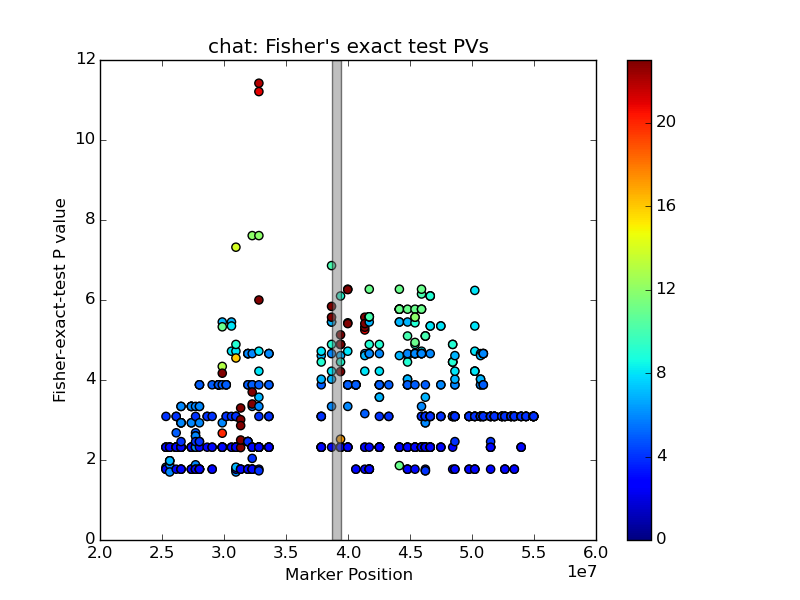 chat: Fisher's exact test PVs
12
10
8
6
4
2
0
Fisher-exact-test P value
2.0 2.5 3.0 3.5 4.0 4.5 5.0 5.5 6.0
1e7
Marker Position
20
16
12
8
4
0